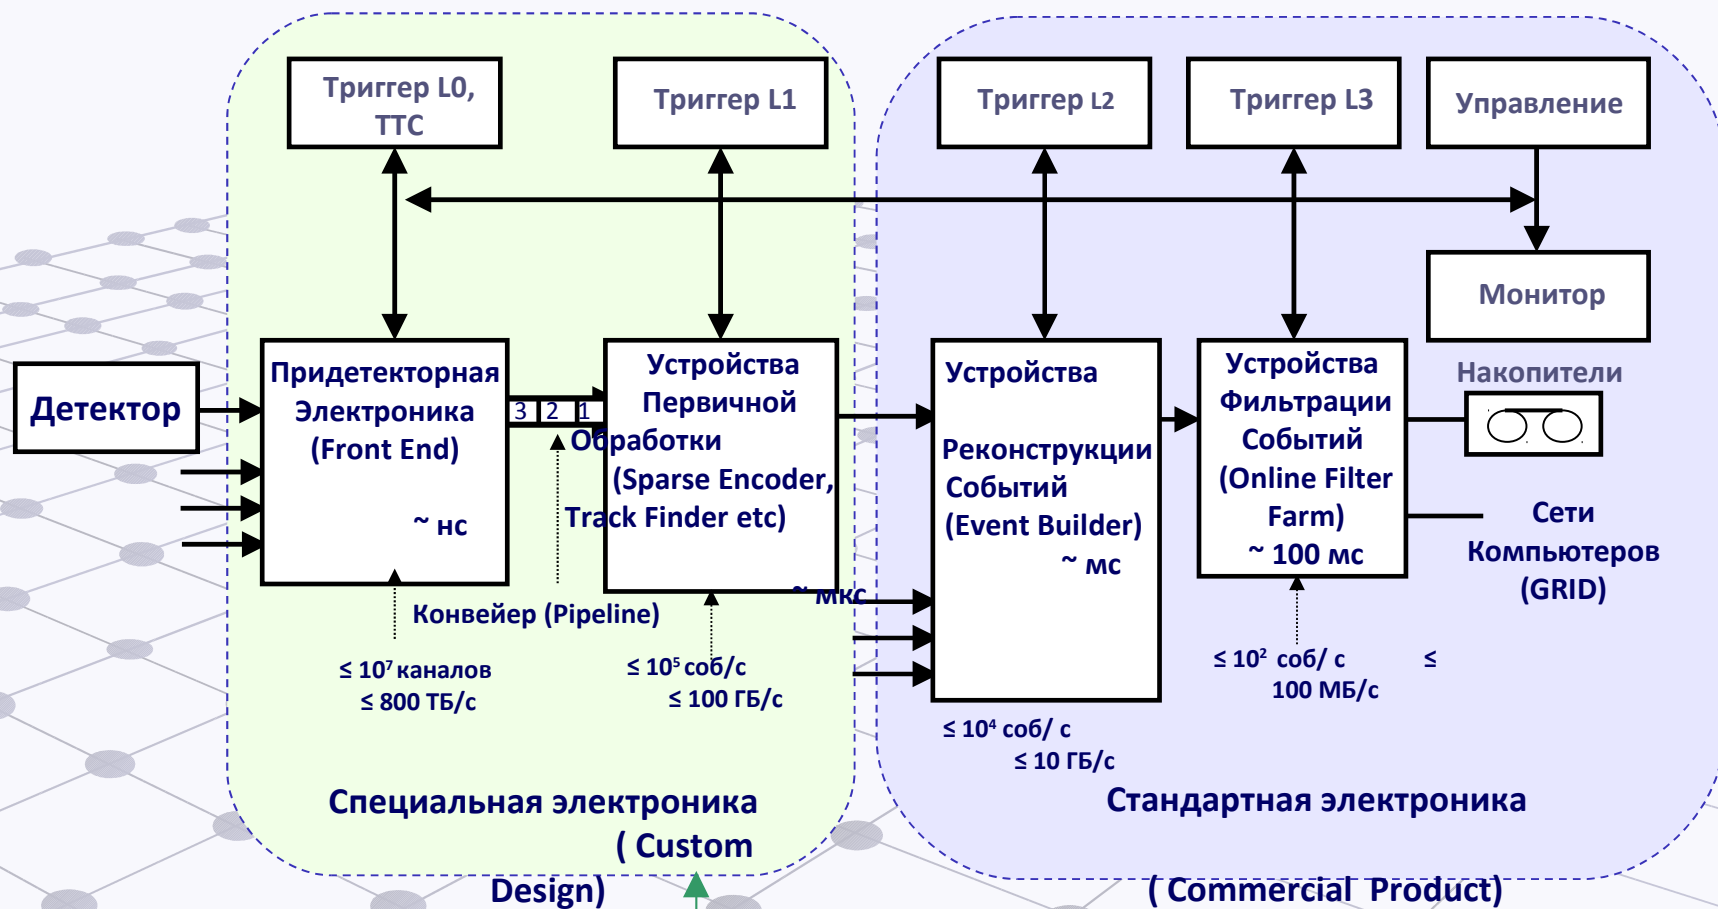 Триггер L0,
ТТС
Триггер L1
Триггер L2
Триггер L3
Управление
Монитор
Детектор
Придетекторная
Электроника
(Front End)
~ нс
3 2 1
Устройства
Первичной
Обработки
(Sparse Encoder,
Track Finder etc)
~ мкс
Устройства
Реконструкции
Событий
(Event Builder)
~ мс
Устройства
Фильтрации
Событий
(Online Filter
Farm)
~ 100 мс
Накопители
Сети
Компьютеров
(GRID)
Конвейер (Pipeline)
≤ 10⁷ каналов
≤ 800 ТБ/с
≤ 10⁵ соб/с
≤ 100 ГБ/с
≤ 10⁴ соб/ с
≤ 10 ГБ/с
≤ 10² соб/ с ≤
100 МБ/с
Специальная электроника
( Custom
Design)
Стандартная электроника
( Commercial Product)